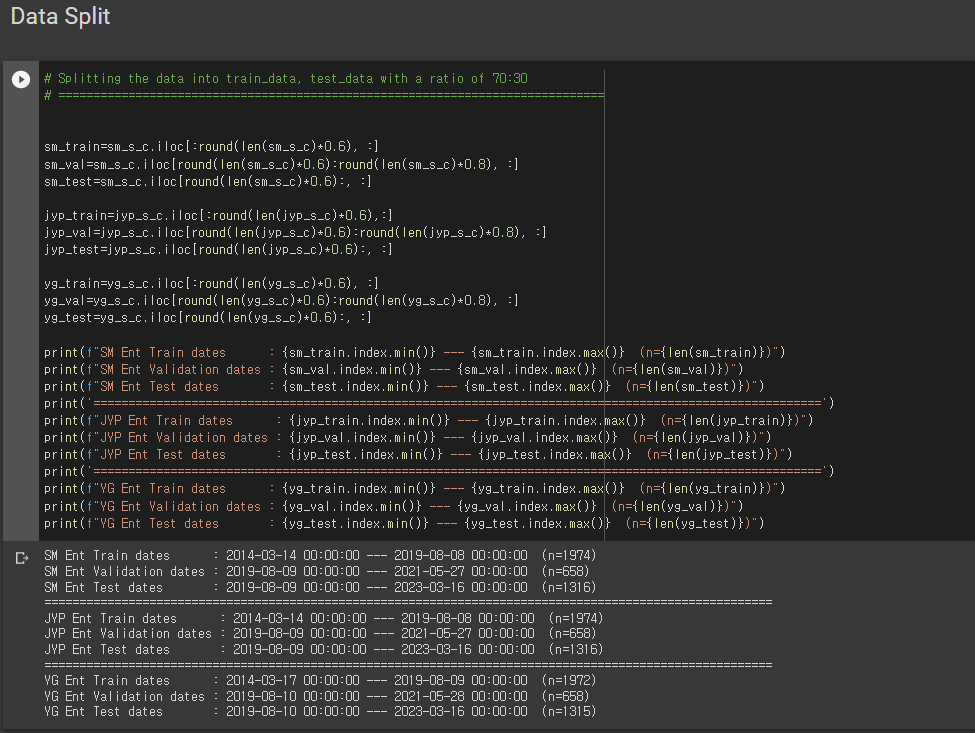 Data Split
# Splitting the data into train_data, test_data with a ratio of 70:30
# ==============================================================================
sm_train=sm_s_c.iloc[:round(len(sm_s_c)*0.6), :]
sm_val=sm_s_c.iloc[round(len(sm_s_c)*0.6):round(len(sm_s_c)*0.8), :]
sm_test=sm_s_c.iloc[round(len(sm_s_c)*0.6):, :]
jyp_train=jyp_s_c.iloc[:round(len(jyp_s_c)*0.6),:]
jyp_val=jyp_s_c.iloc[round(len(jyp_s_c)*0.6):round(len(jyp_s_c)*0.8), :]
jyp_test=jyp_s_c.iloc[round(len(jyp_s_c)*0.6):, :]
yg_train=yg_s_c.iloc[:round(len(yg_s_c)*0.6), :]
yg_val=yg_s_c.iloc[round(len(yg_s_c)*0.6):round(len(yg_s_c)*0.8), :]
yg_test=yg_s_c.iloc[round(len(yg_s_c)*0.6):, :]
print(f"SM Ent Train dates      : {sm_train.index.min()} --- {sm_train.index.max()}  (n={len(sm_train)})")
print(f"SM Ent Validation dates : {sm_val.index.min()} --- {sm_val.index.max()}  (n={len(sm_val)})")
print(f"SM Ent Test dates       : {sm_test.index.min()} --- {sm_test.index.max()}  (n={len(sm_test)})")
print('========================================================================================================')
print(f"JYP Ent Train dates      : {jyp_train.index.min()} --- {jyp_train.index.max()}  (n={len(jyp_train)})")
print(f"JYP Ent Validation dates : {jyp_val.index.min()} --- {jyp_val.index.max()}  (n={len(jyp_val)})")
print(f"JYP Ent Test dates       : {jyp_test.index.min()} --- {jyp_test.index.max()}  (n={len(jyp_test)})")
print('========================================================================================================')
print(f"YG Ent Train dates      : {yg_train.index.min()} --- {yg_train.index.max()}  (n={len(yg_train)})")
print(f"YG Ent Validation dates : {yg_val.index.min()} --- {yg_val.index.max()}  (n={len(yg_val)})")
print(f"YG Ent Test dates       : {yg_test.index.min()} --- {yg_test.index.max()}  (n={len(yg_test)})")
SM Ent Train dates      : 2014-03-14 00:00:00 --- 2019-08-08 00:00:00  (n=1974)
SM Ent Validation dates : 2019-08-09 00:00:00 --- 2021-05-27 00:00:00  (n=658)
SM Ent Test dates       : 2019-08-09 00:00:00 --- 2023-03-16 00:00:00  (n=1316)
========================================================================================================
JYP Ent Train dates      : 2014-03-14 00:00:00 --- 2019-08-08 00:00:00  (n=1974)
JYP Ent Validation dates : 2019-08-09 00:00:00 --- 2021-05-27 00:00:00  (n=658)
JYP Ent Test dates       : 2019-08-09 00:00:00 --- 2023-03-16 00:00:00  (n=1316)
========================================================================================================
YG Ent Train dates      : 2014-03-17 00:00:00 --- 2019-08-09 00:00:00  (n=1972)
YG Ent Validation dates : 2019-08-10 00:00:00 --- 2021-05-28 00:00:00  (n=658)
YG Ent Test dates       : 2019-08-10 00:00:00 --- 2023-03-16 00:00:00  (n=1315)